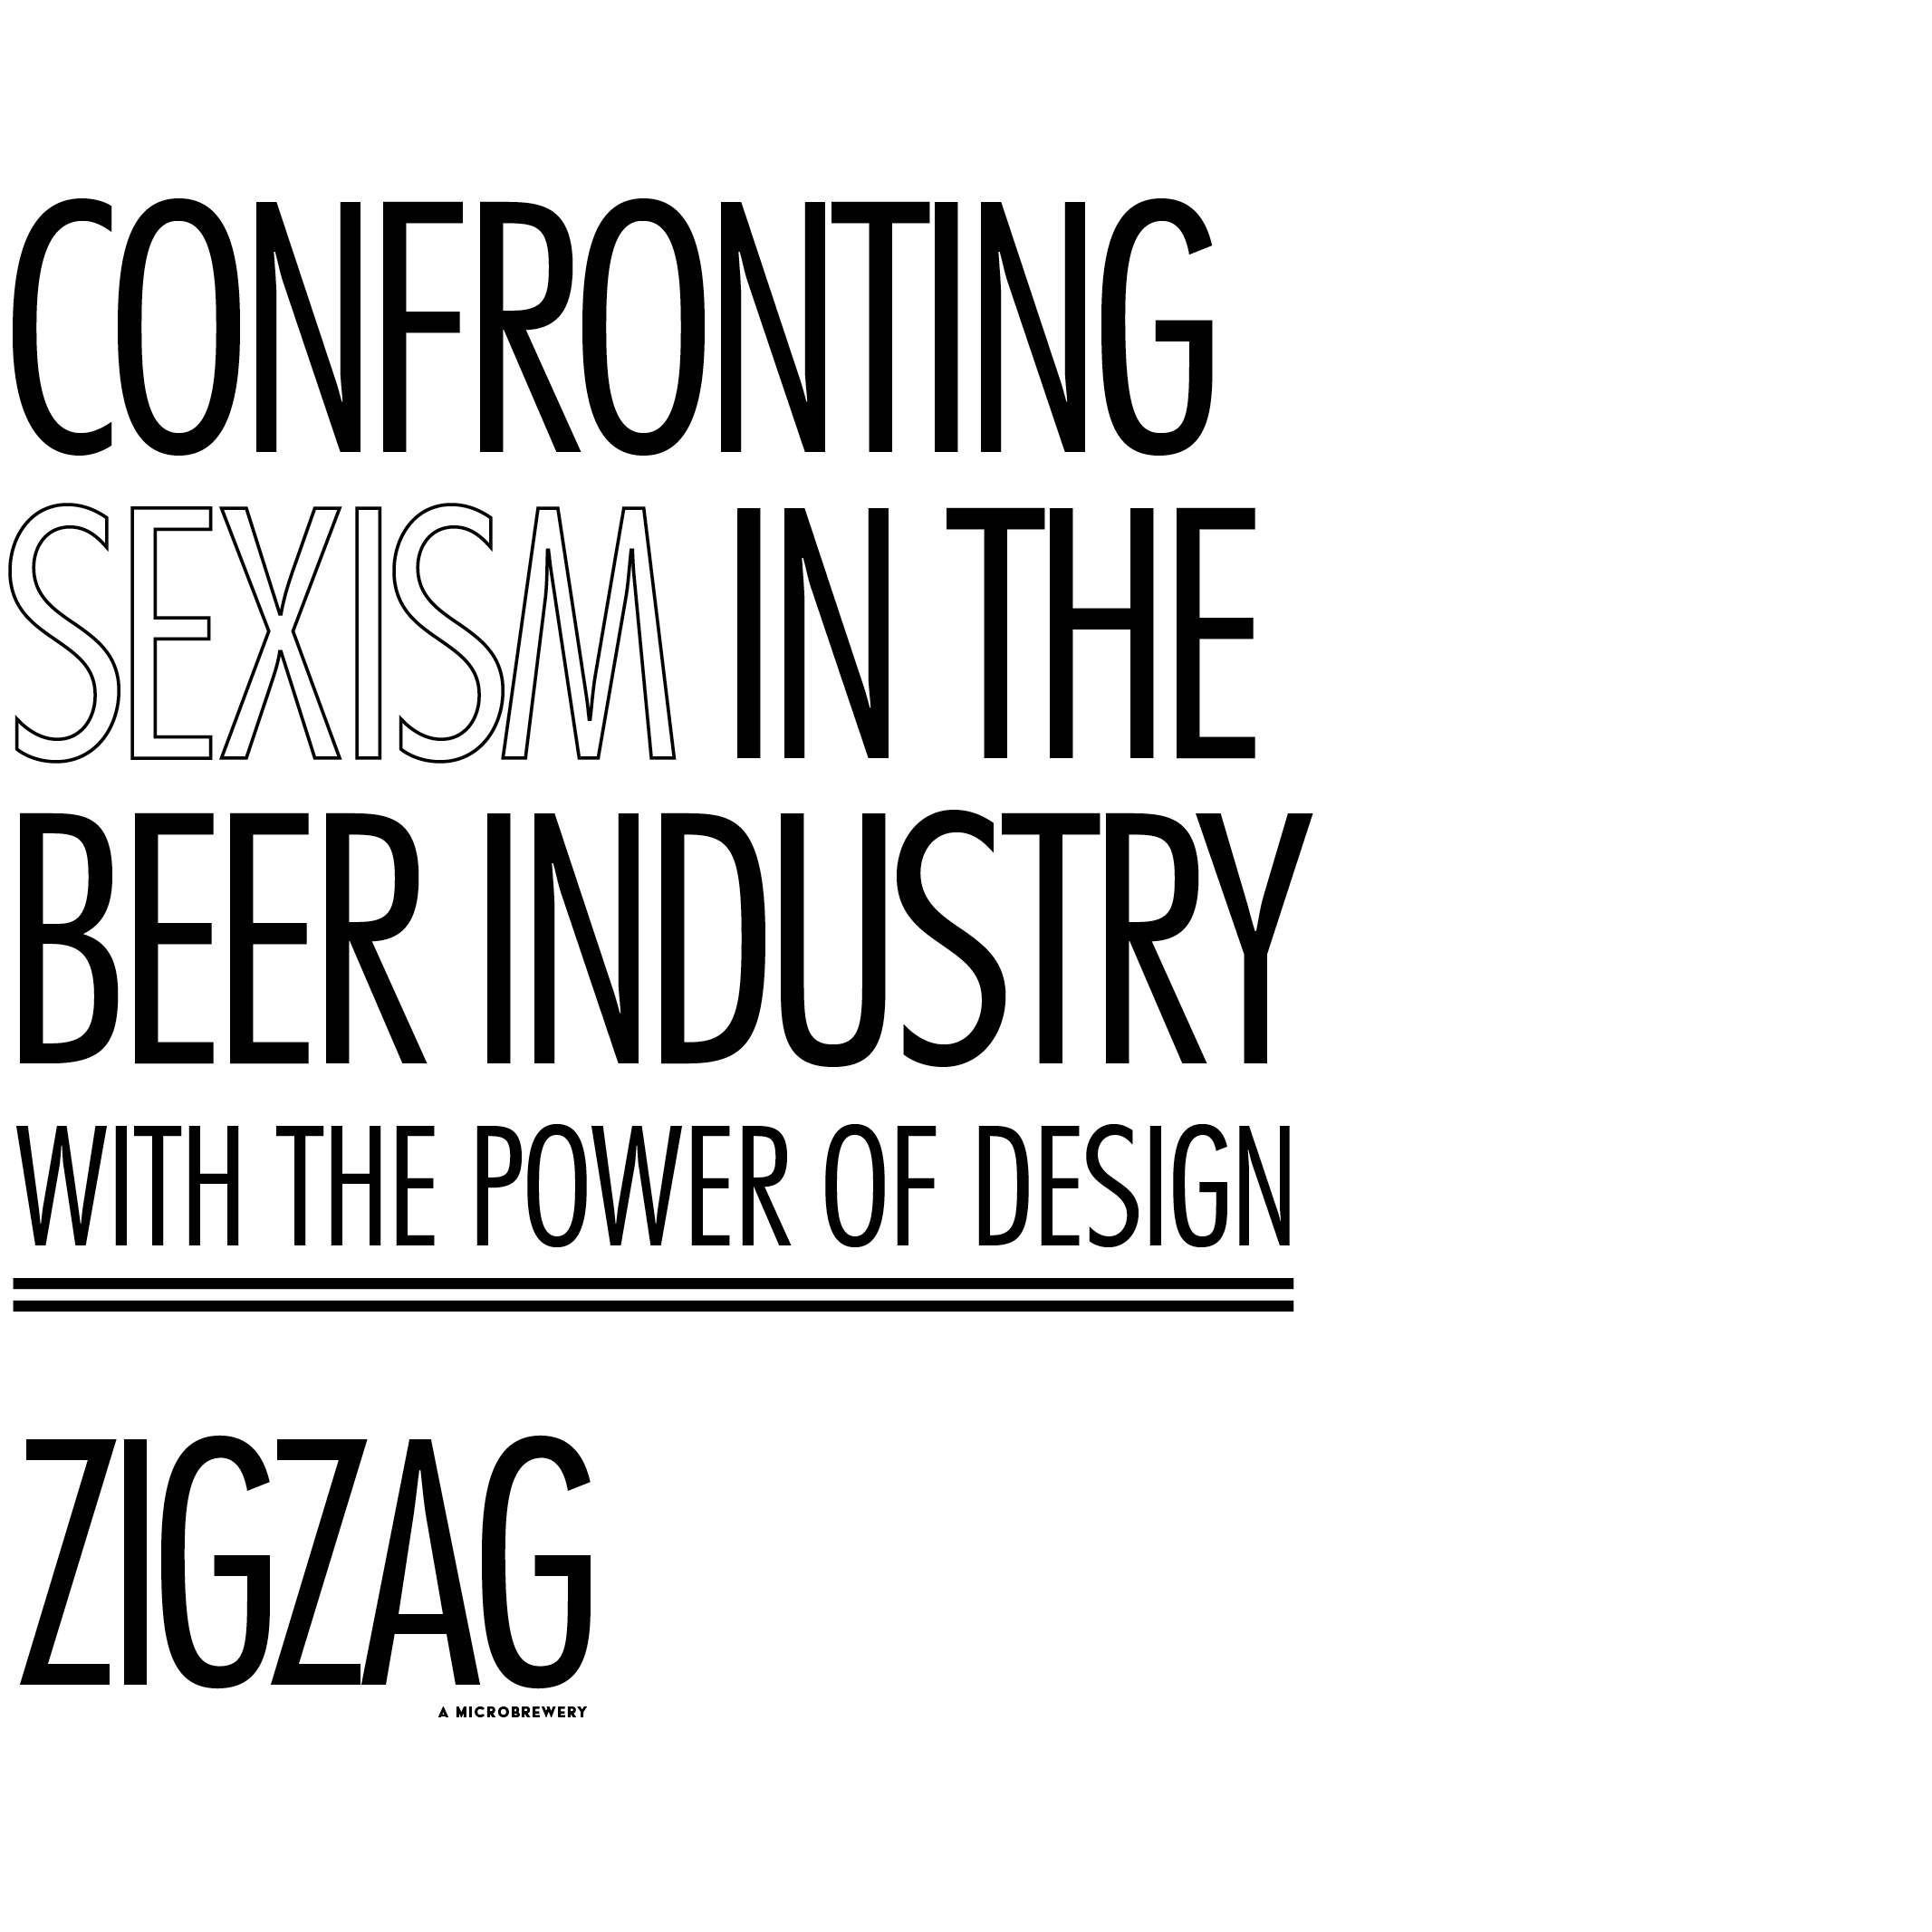 CONFRONTING
SEXISM IN THE
BEER INDUSTRY
WITH THE POWER OF DESIGN
ZIGZAG
A MICROBREWERY